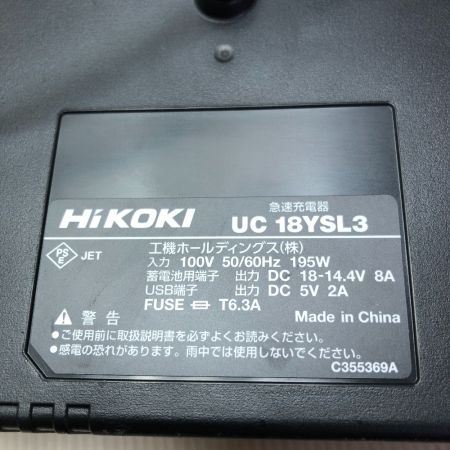 急速充電器
HiKOKI UC 18YSL3
PS E JET
工機ホールディングス(株)
入力 100V 50/60Hz 195W
蓄電池用端子 出力 DC 18-14.4V 8A
USB端子 出力 DC 5V 2A
FUSE T6.3A
Made in China
警告
●ご使用前に取扱説明書を必ずよくお読みください。
●感電の恐れがあります。雨中では使用しないでください。
C355369A